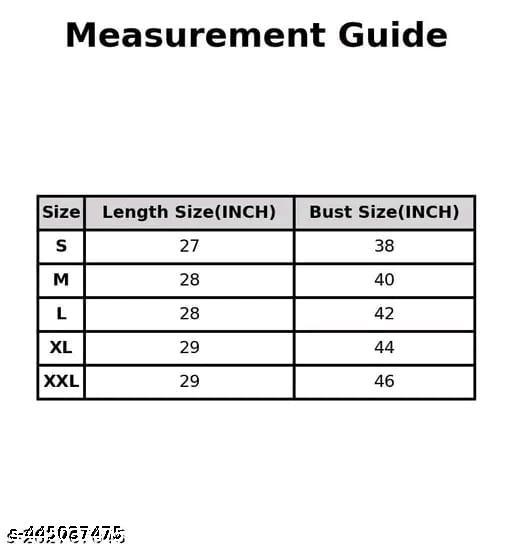 Measurement Guide
Size Length Size(INCH) Bust Size(INCH)
S 27 38
M 28 40
L 28 42
XL 29 44
XXL 29 46